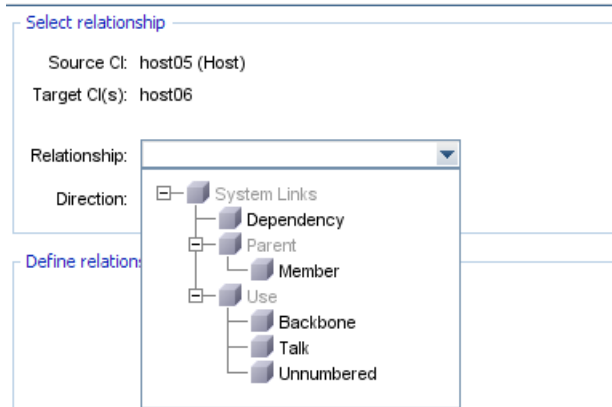 Select relationship
Source CI: host05 (Host)
Target CI(s): host06
Relationship:
Direction:
System Links
Dependency
Parent
Member
Use
Backbone
Talk
Unnumbered
Define relations